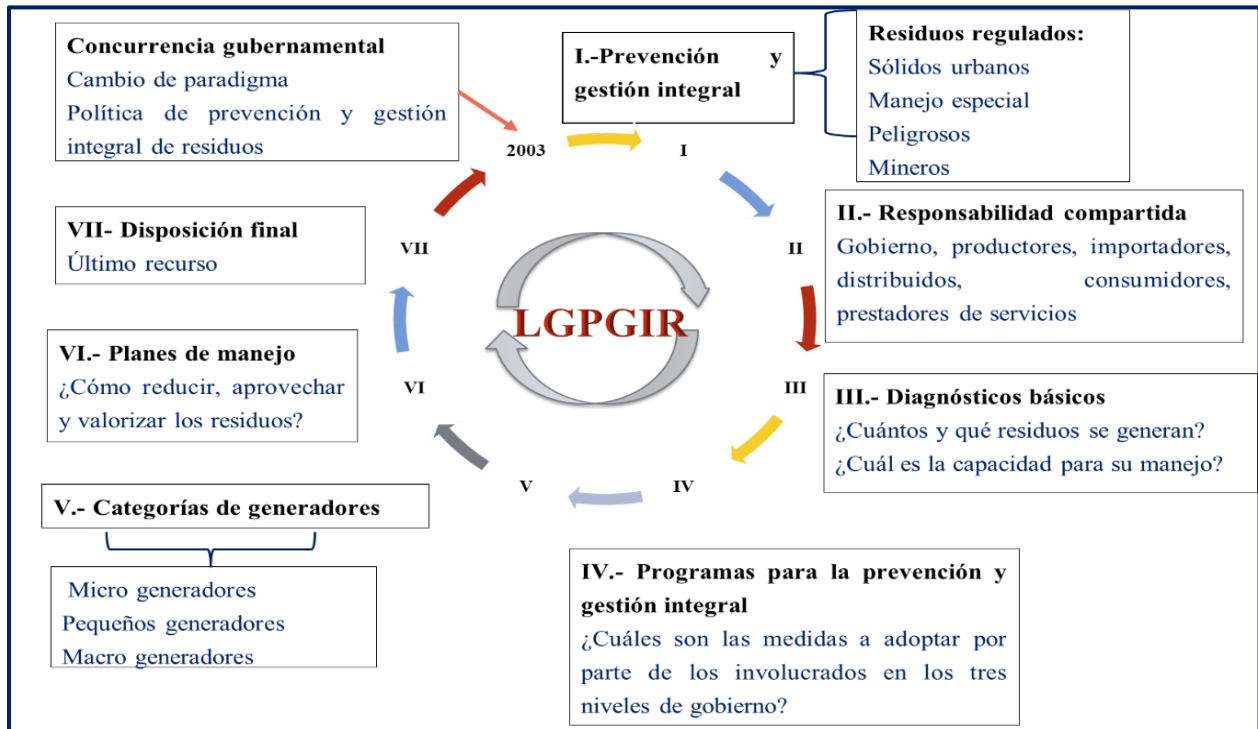 Concurrencia gubernamental
Cambio de paradigma
Política de prevención y gestión
integral de residuos
I.-Prevención y
gestión integral
Residuos regulados:
Sólidos urbanos
Manejo especial
Peligrosos
Mineros
2003
I
II
III
IV
V
VI
VII
LGPGIR
II.- Responsabilidad compartida
Gobierno, productores, importadores,
distribuidos, consumidores,
prestadores de servicios
III.- Diagnósticos básicos
¿Cuántos y qué residuos se generan?
¿Cuál es la capacidad para su manejo?
IV.- Programas para la prevención y
gestión integral
¿Cuáles son las medidas a adoptar por
parte de los involucrados en los tres
niveles de gobierno?
V.- Categorías de generadores
Micro generadores
Pequeños generadores
Macro generadores
VI.- Planes de manejo
¿Cómo reducir, aprovechar
y valorizar los residuos?
VII- Disposición final
Último recurso